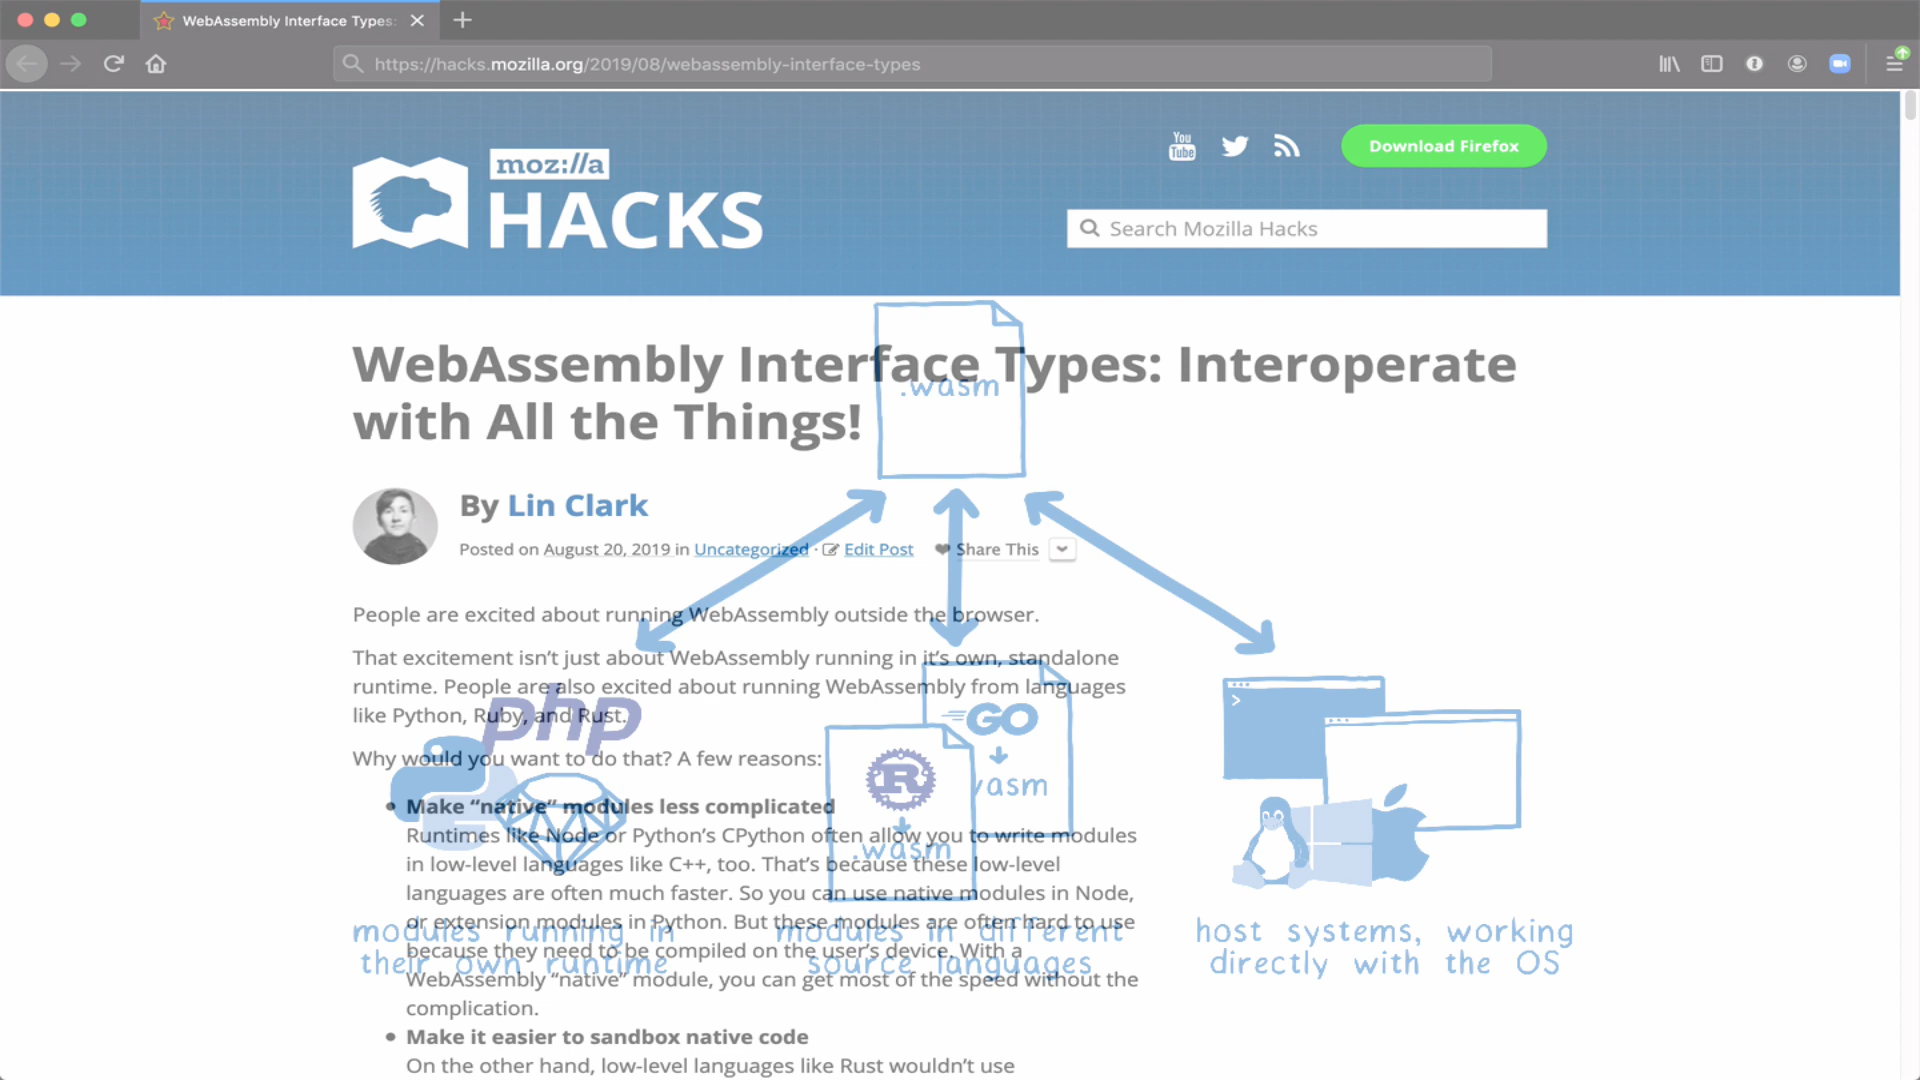 WebAssembly Interface Types:
https://hacks.mozilla.org/2019/08/webassembly-interface-types
You
Tube
Download Firefox
moz://a
HACKS
Search Mozilla Hacks
WebAssembly Interface Types: Interoperate
with All the Things!
.wasm
By Lin Clark
Posted on August 20, 2019 in Uncategorized · Edit Post Share This
People are excited about running WebAssembly outside the browser.
That excitement isn’t just about WebAssembly running in it’s own, standalone
runtime. People are also excited about running WebAssembly from languages
like Python, Ruby, and Rust.
php
GO
Why would you want to do that? A few reasons:
R
wasm
.wasm
Make “native” modules less complicated
Runtimes like Node or Python’s CPython often allow you to write modules
in low-level languages like C++, too. That’s because these low-level
languages are often much faster. So you can use native modules in Node,
or extension modules in Python. But these modules are often hard to use
because they need to be compiled on the user’s device. With a
WebAssembly “native” module, you can get most of the speed without the
complication.
modules running in
their own runtime
modules in different
source languages
host systems, working
directly with the OS
Make it easier to sandbox native code
On the other hand, low-level languages like Rust wouldn’t use